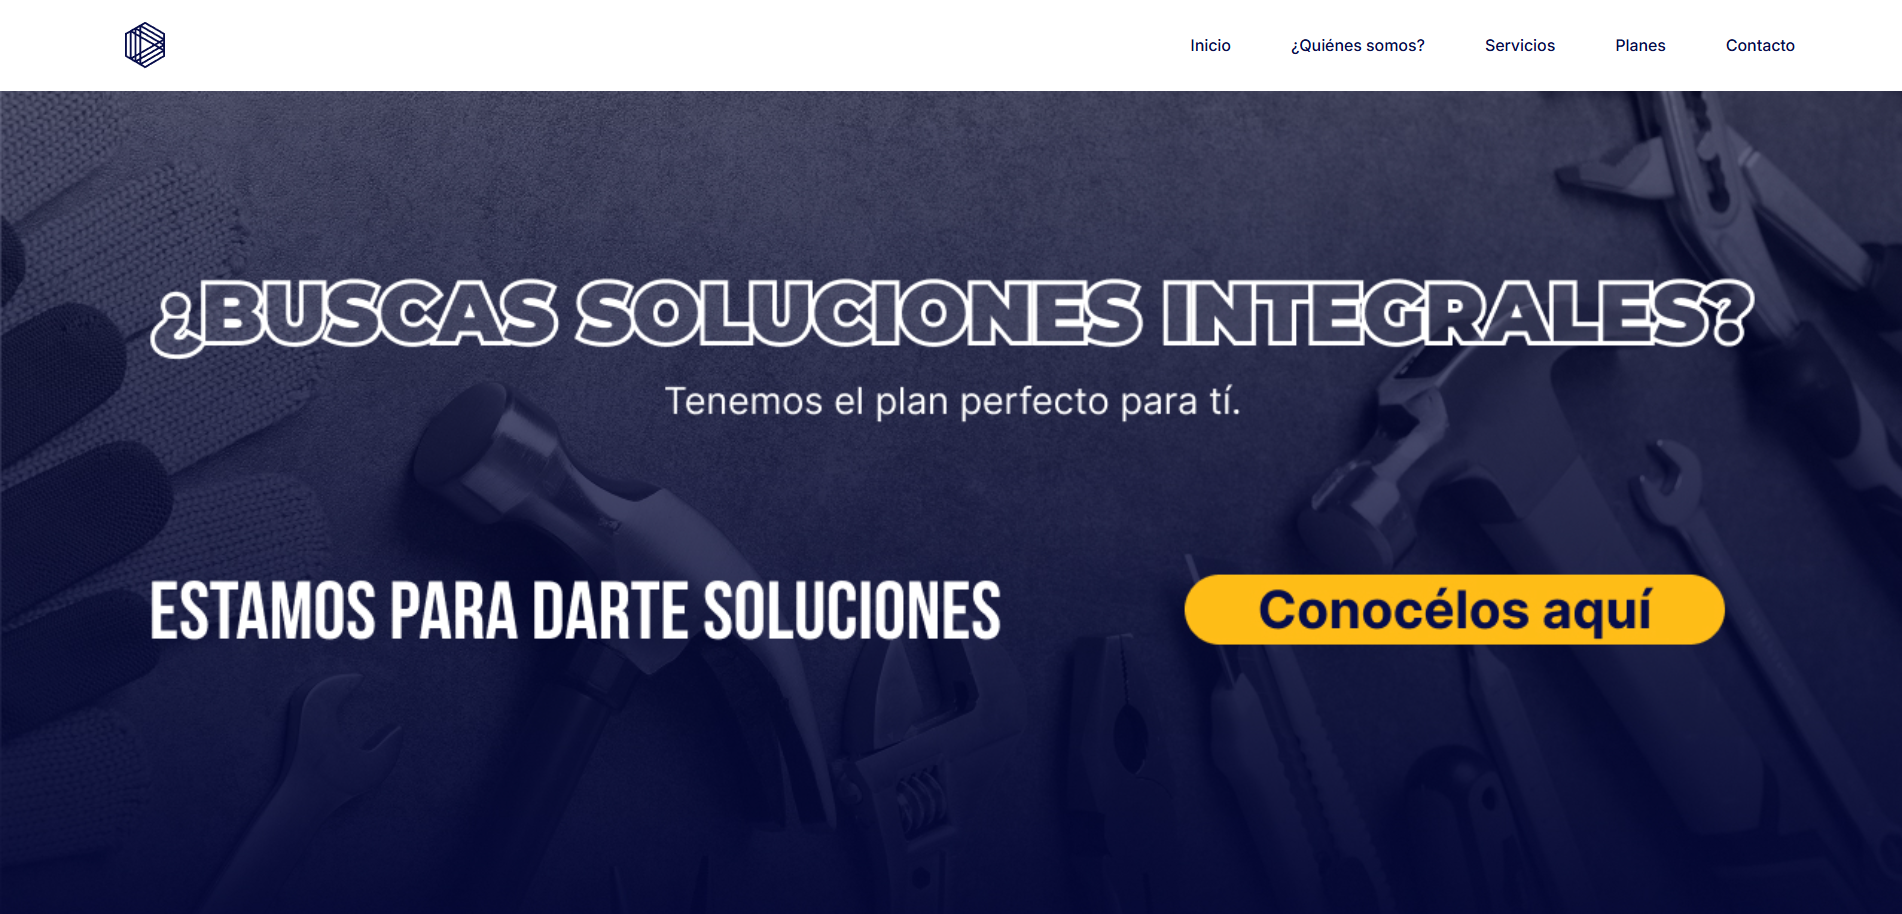 Inicio
¿Quiénes somos?
Servicios
Planes
Contacto
¿BUSCAS SOLUCIONES INTEGRALES?
Tenemos el plan perfecto para tí.
ESTAMOS PARA DARTE SOLUCIONES
Conocélos aquí